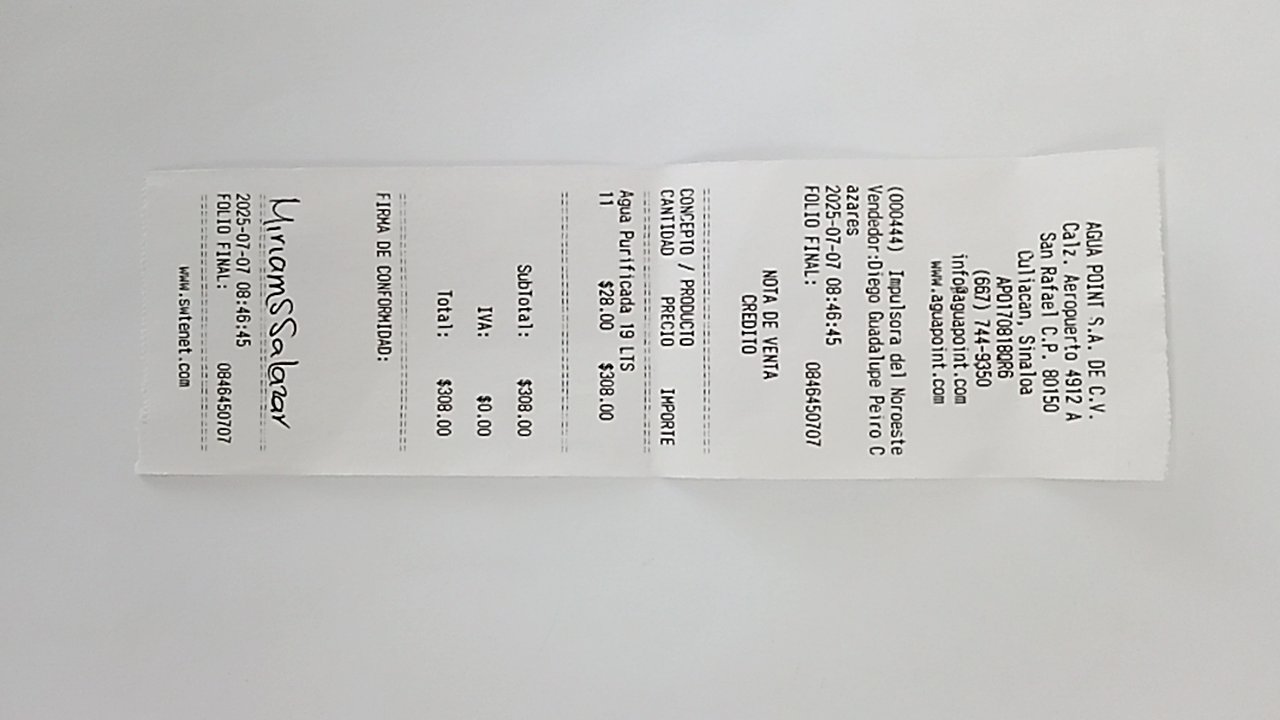 AGUA POINT S.A. DE C.V.
Calz. Aeropuerto 4912 A
San Rafael C.P. 80150
Culiacan, Sinaloa
APO170818QR6
(667) 744-9350
info@aguapoint.com
www.aguapoint.com
(000444) Impulsora del Noroeste
Vendedor:Diego Guadalupe Peiro C
azares
2025-07-07 08:46:45
FOLIO FINAL: 0846450707
NOTA DE VENTA
CREDITO
CONCEPTO / PRODUCTO
CANTIDAD PRECIO IMPORTE
Agua Purificada 19 LTS
11 $28.00 $308.00
SubTotal: $308.00
IVA: $0.00
Total: $308.00
FIRMA DE CONFORMIDAD:
MiriamSSalazar
2025-07-07 08:46:45
FOLIO FINAL: 0846450707
www.swtenet.com